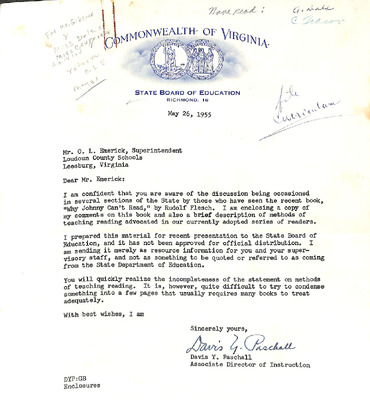 Have read:
COMMONWEALTH OF VIRGINIA
STATE BOARD OF EDUCATION
RICHMOND, 16
file
Curriculum
May 26, 1955
Mr. O. L. Emerick, Superintendent
Loudoun County Schools
Leesburg, Virginia
Dear Mr. Emerick:
I am confident that you are aware of the discussion being occasioned
in several sections of the State by those who have seen the recent book,
"Why Johnny Can't Read," by Rudolf Flesch. I am enclosing a copy of
my comments on this book and also a brief description of methods of
teaching reading advocated in our currently adopted series of readers.
I prepared this material for recent presentation to the State Board of
Education, and it has not been approved for official distribution. I
am sending it merely as resource information for you and your super-
visory staff, and not as something to be quoted or referred to as coming
from the State Department of Education.
You will quickly realize the incompleteness of the statement on methods
of teaching reading. It is, however, quite difficult to try to condense
something into a few pages that usually requires many books to treat
adequately.
With best wishes, I am
Sincerely yours,
Davis Y. Paschall
Davis Y. Paschall
Associate Director of Instruction
DYP:GB
Enclosures